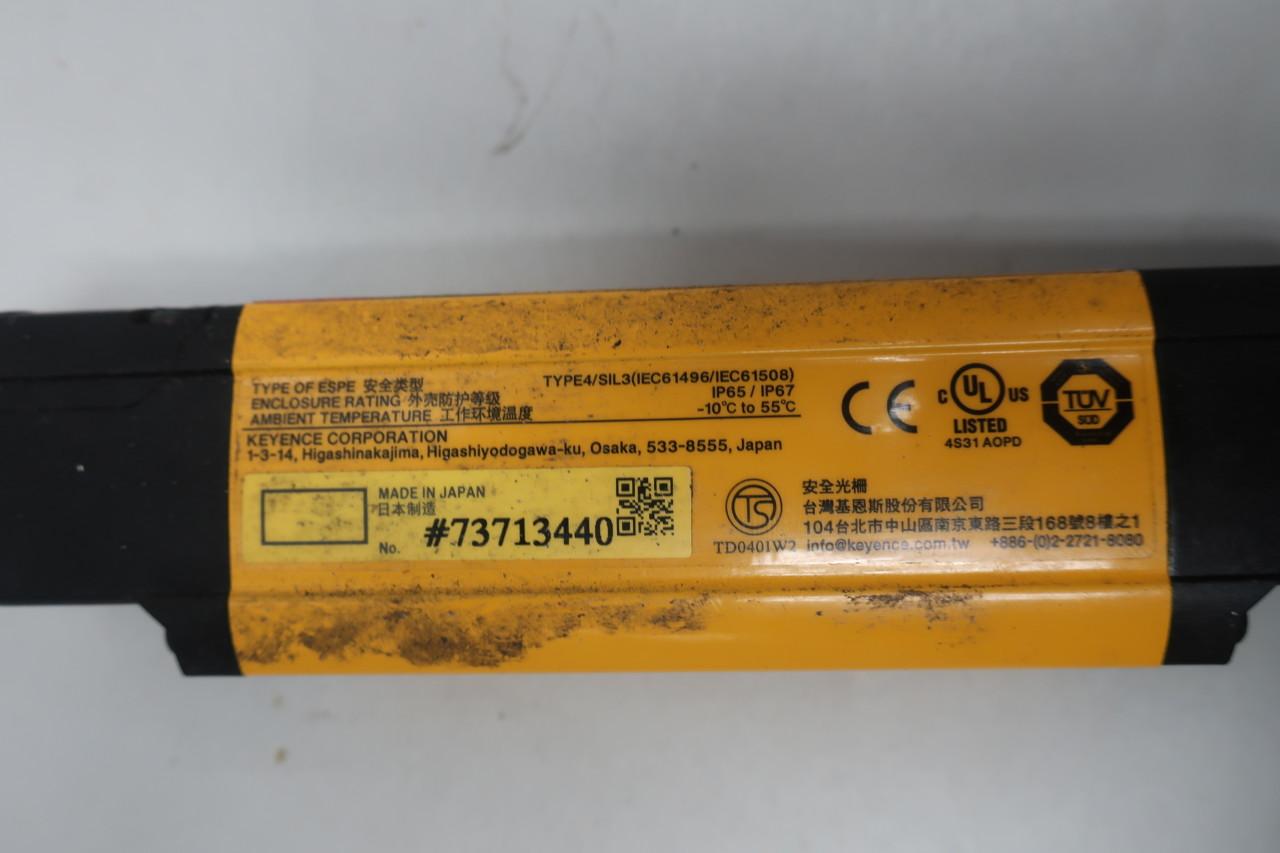 TYPE OF ESPE 安全类型 TYPE4/SIL3(IEC61496/IEC61508)
ENCLOSURE RATING 外壳防护等级 IP65 / IP67
AMBIENT TEMPERATURE 工作环境温度 -10℃ to 55℃
KEYENCE CORPORATION
1-3-14, Higashinakajima, Higashiyodogawa-ku, Osaka, 533-8555, Japan
CE
C UL US
LISTED
4S31 AOPD
TÜV
SÜD
MADE IN JAPAN
日本制造
No. #73713440
TS
TD0401W2
安全光柵
台灣基恩斯股份有限公司
104台北市中山區南京東路三段168號8樓之1
info@keyence.com.tw +886-(0)2-2721-8080